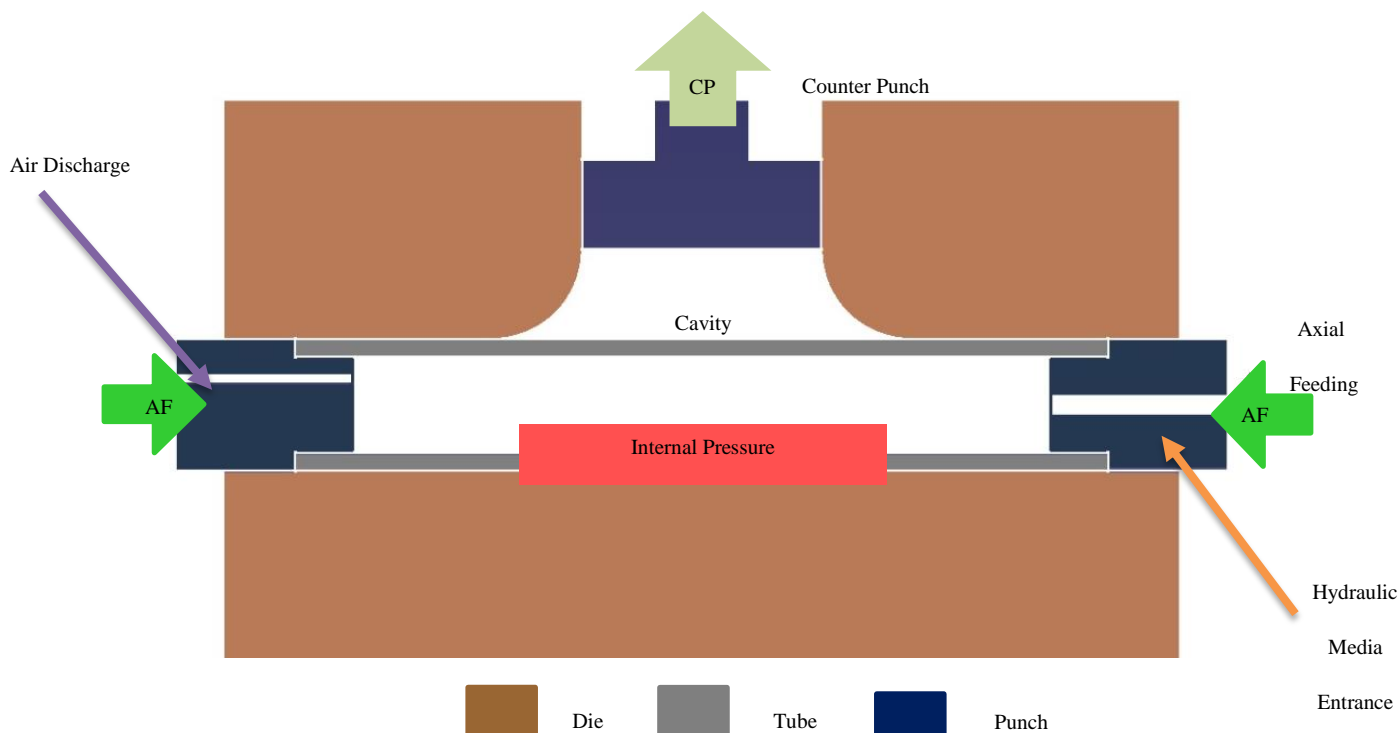 CP
Counter Punch
Air Discharge
Cavity
Axial
Feeding
AF
AF
Internal Pressure
Hydraulic
Media
Entrance
Die
Tube
Punch